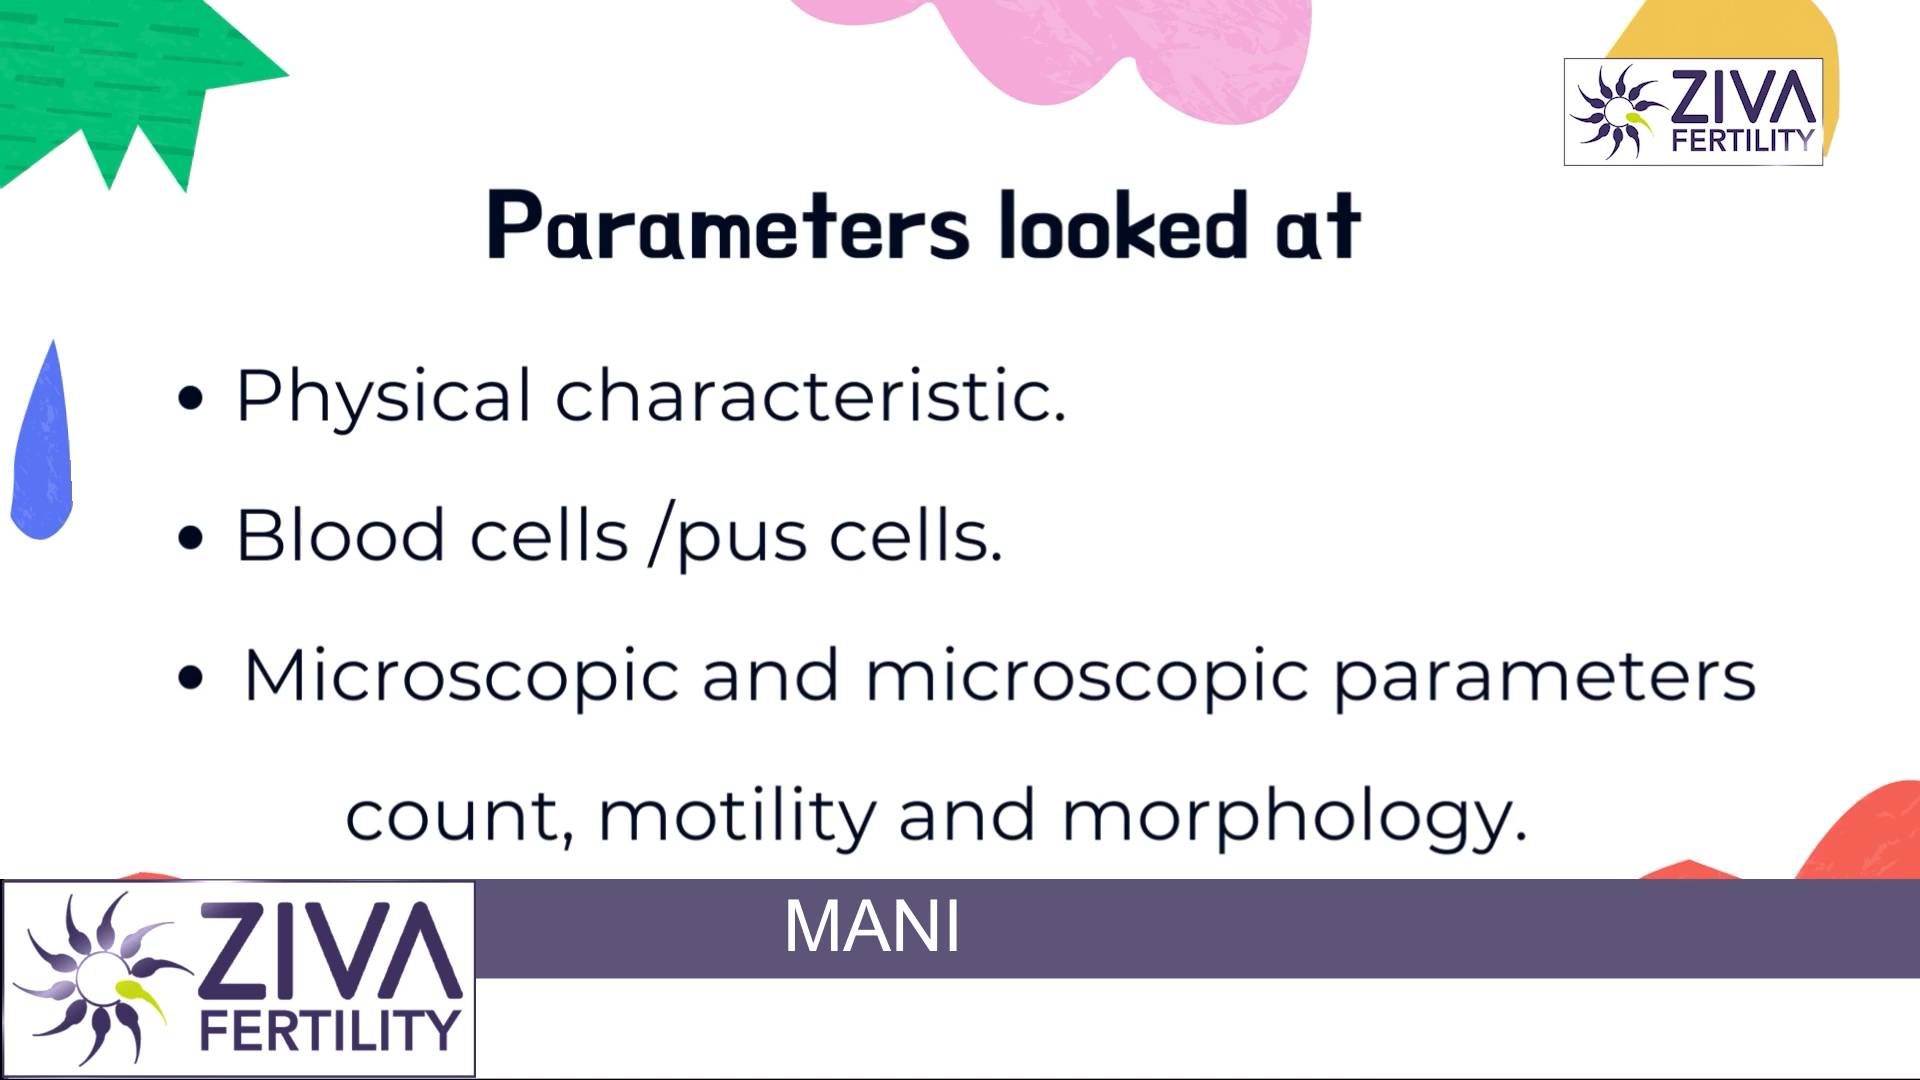 ZIVA
FERTILITY
Parameters looked at
• Physical characteristic.
• Blood cells /pus cells.
• Microscopic and microscopic parameters
count, motility and morphology.
MANI
ZIVA
FERTILITY